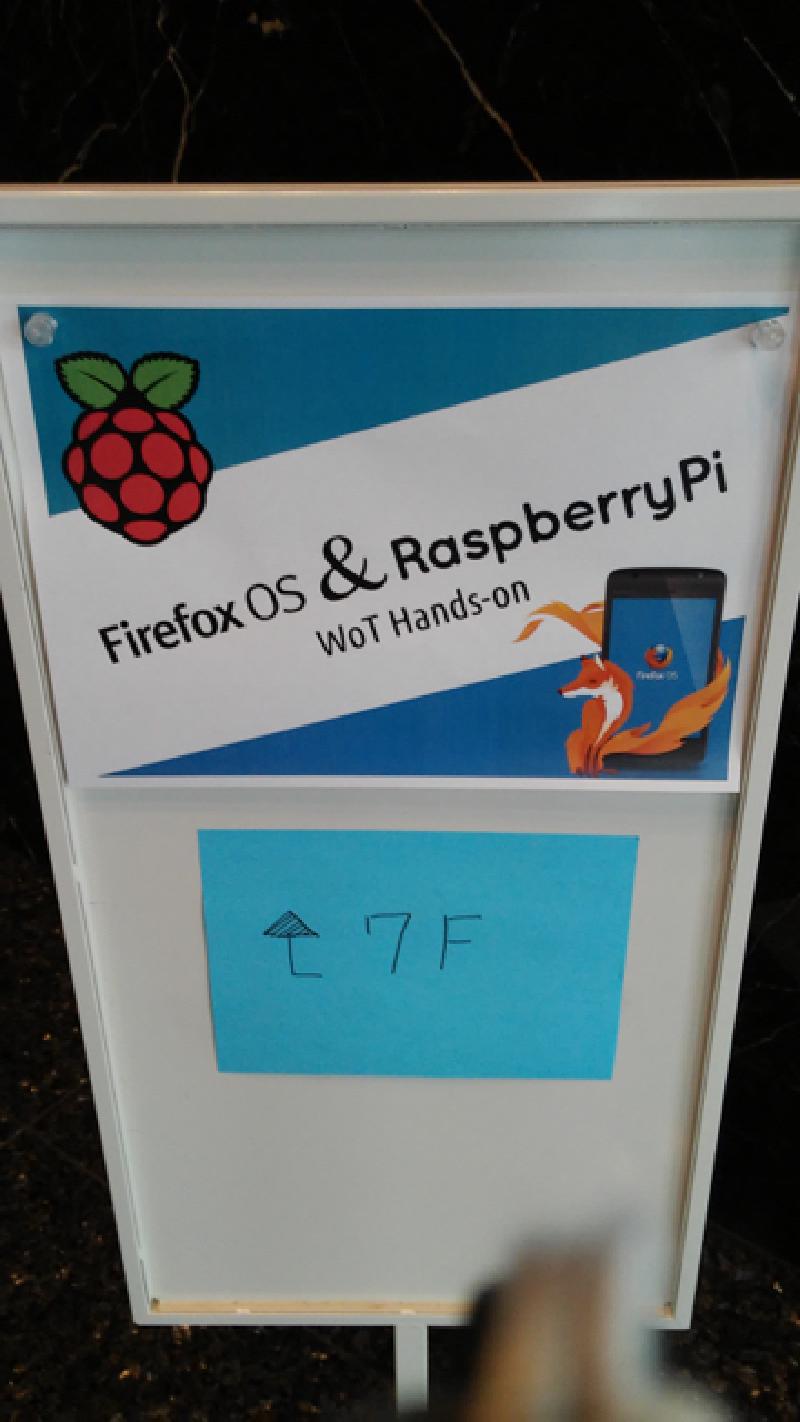 Firefox OS & RaspberryPi
WoT Hands-on
Firefox OS
7F